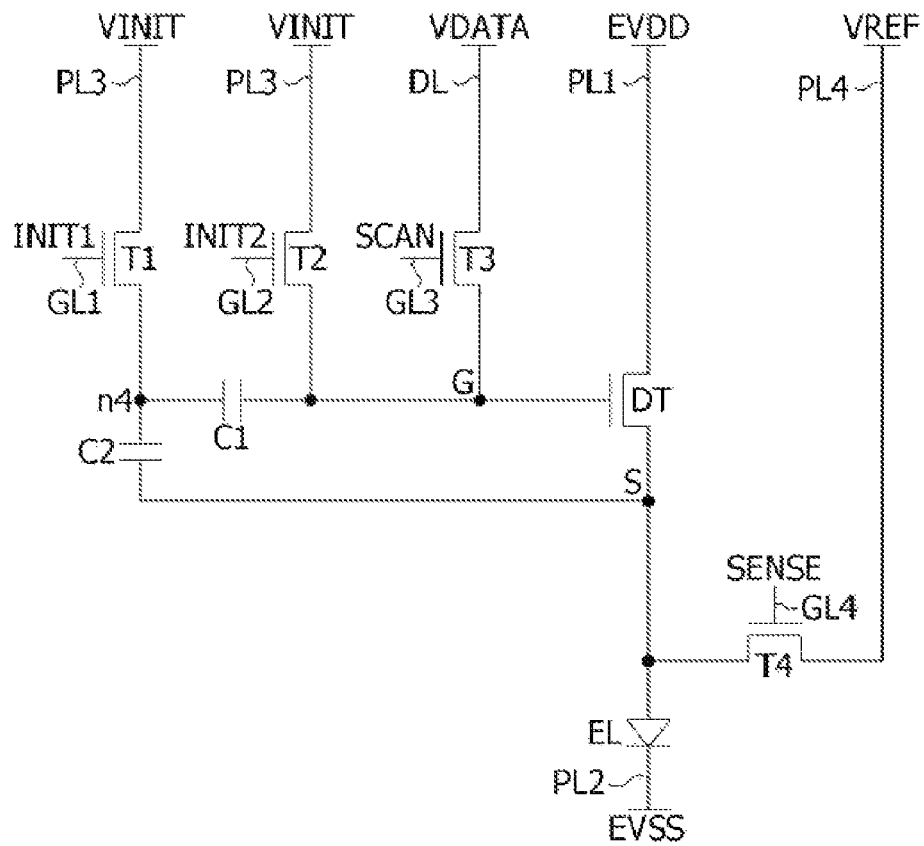 VINIT VINIT VDATA EVDD VREF
PL3 PL3 DL PL1 PL4
INIT1 T1 INIT2 T2 SCAN T3
GL1 GL2 GL3
n4 C1 G DT
C2
S
SENSE
GL4
T4
EL
PL2
EVSS